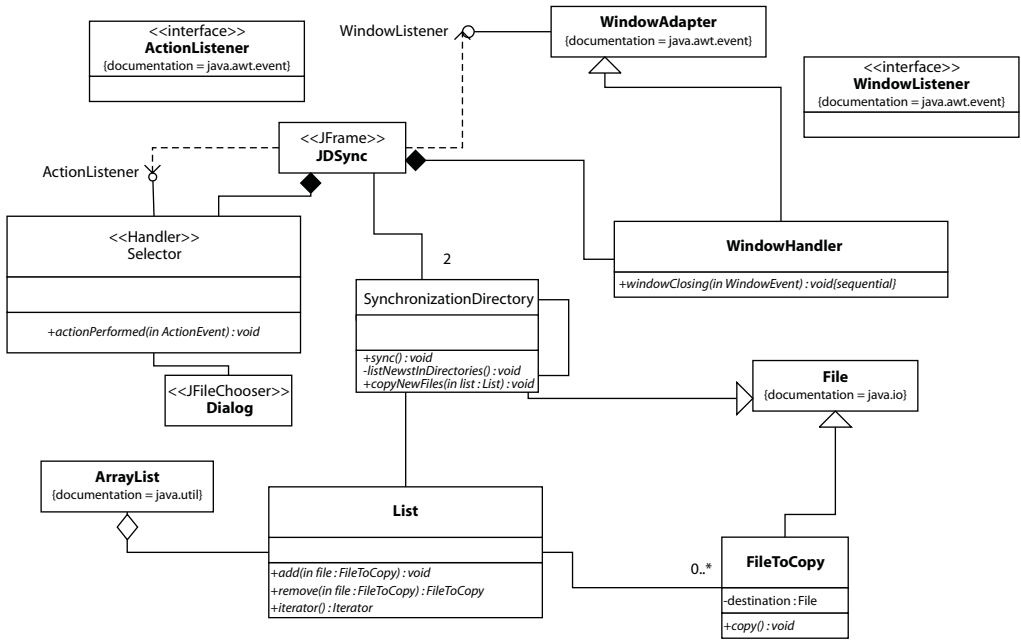 <<interface>>
ActionListener
{documentation = java.awt.event}
WindowListener
WindowAdapter
{documentation = java.awt.event}
<<interface>>
WindowListener
{documentation = java.awt.event}
<<JFrame>>
JDSync
ActionListener
<<Handler>>
Selector
+actionPerformed(in ActionEvent) : void
WindowHandler
+windowClosing(in WindowEvent) : void{sequential}
2
SynchronizationDirectory
+sync() : void
-listNewstInDirectories() : void
+copyNewFiles(in list : List) : void
<<JFileChooser>>
Dialog
File
{documentation = java.io}
ArrayList
{documentation = java.util}
List
+add(in file : FileToCopy) : void
+remove(in file : FileToCopy) : FileToCopy
+iterator() : Iterator
0..*
FileToCopy
-destination : File
+copy() : void